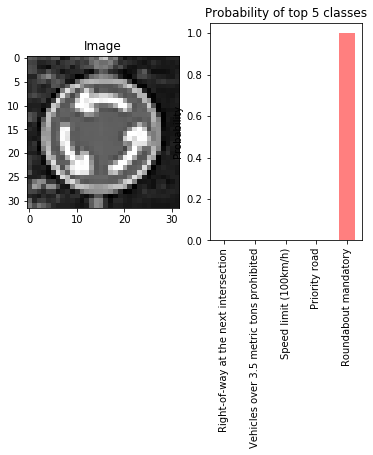 Probability of top 5 classes
Image
0
5
10
15
20
25
30
0
10
20
30
Probability
1.0
0.8
0.6
0.4
0.2
0.0
Right-of-way at the next intersection
Vehicles over 3.5 metric tons prohibited
Speed limit (100km/h)
Priority road
Roundabout mandatory